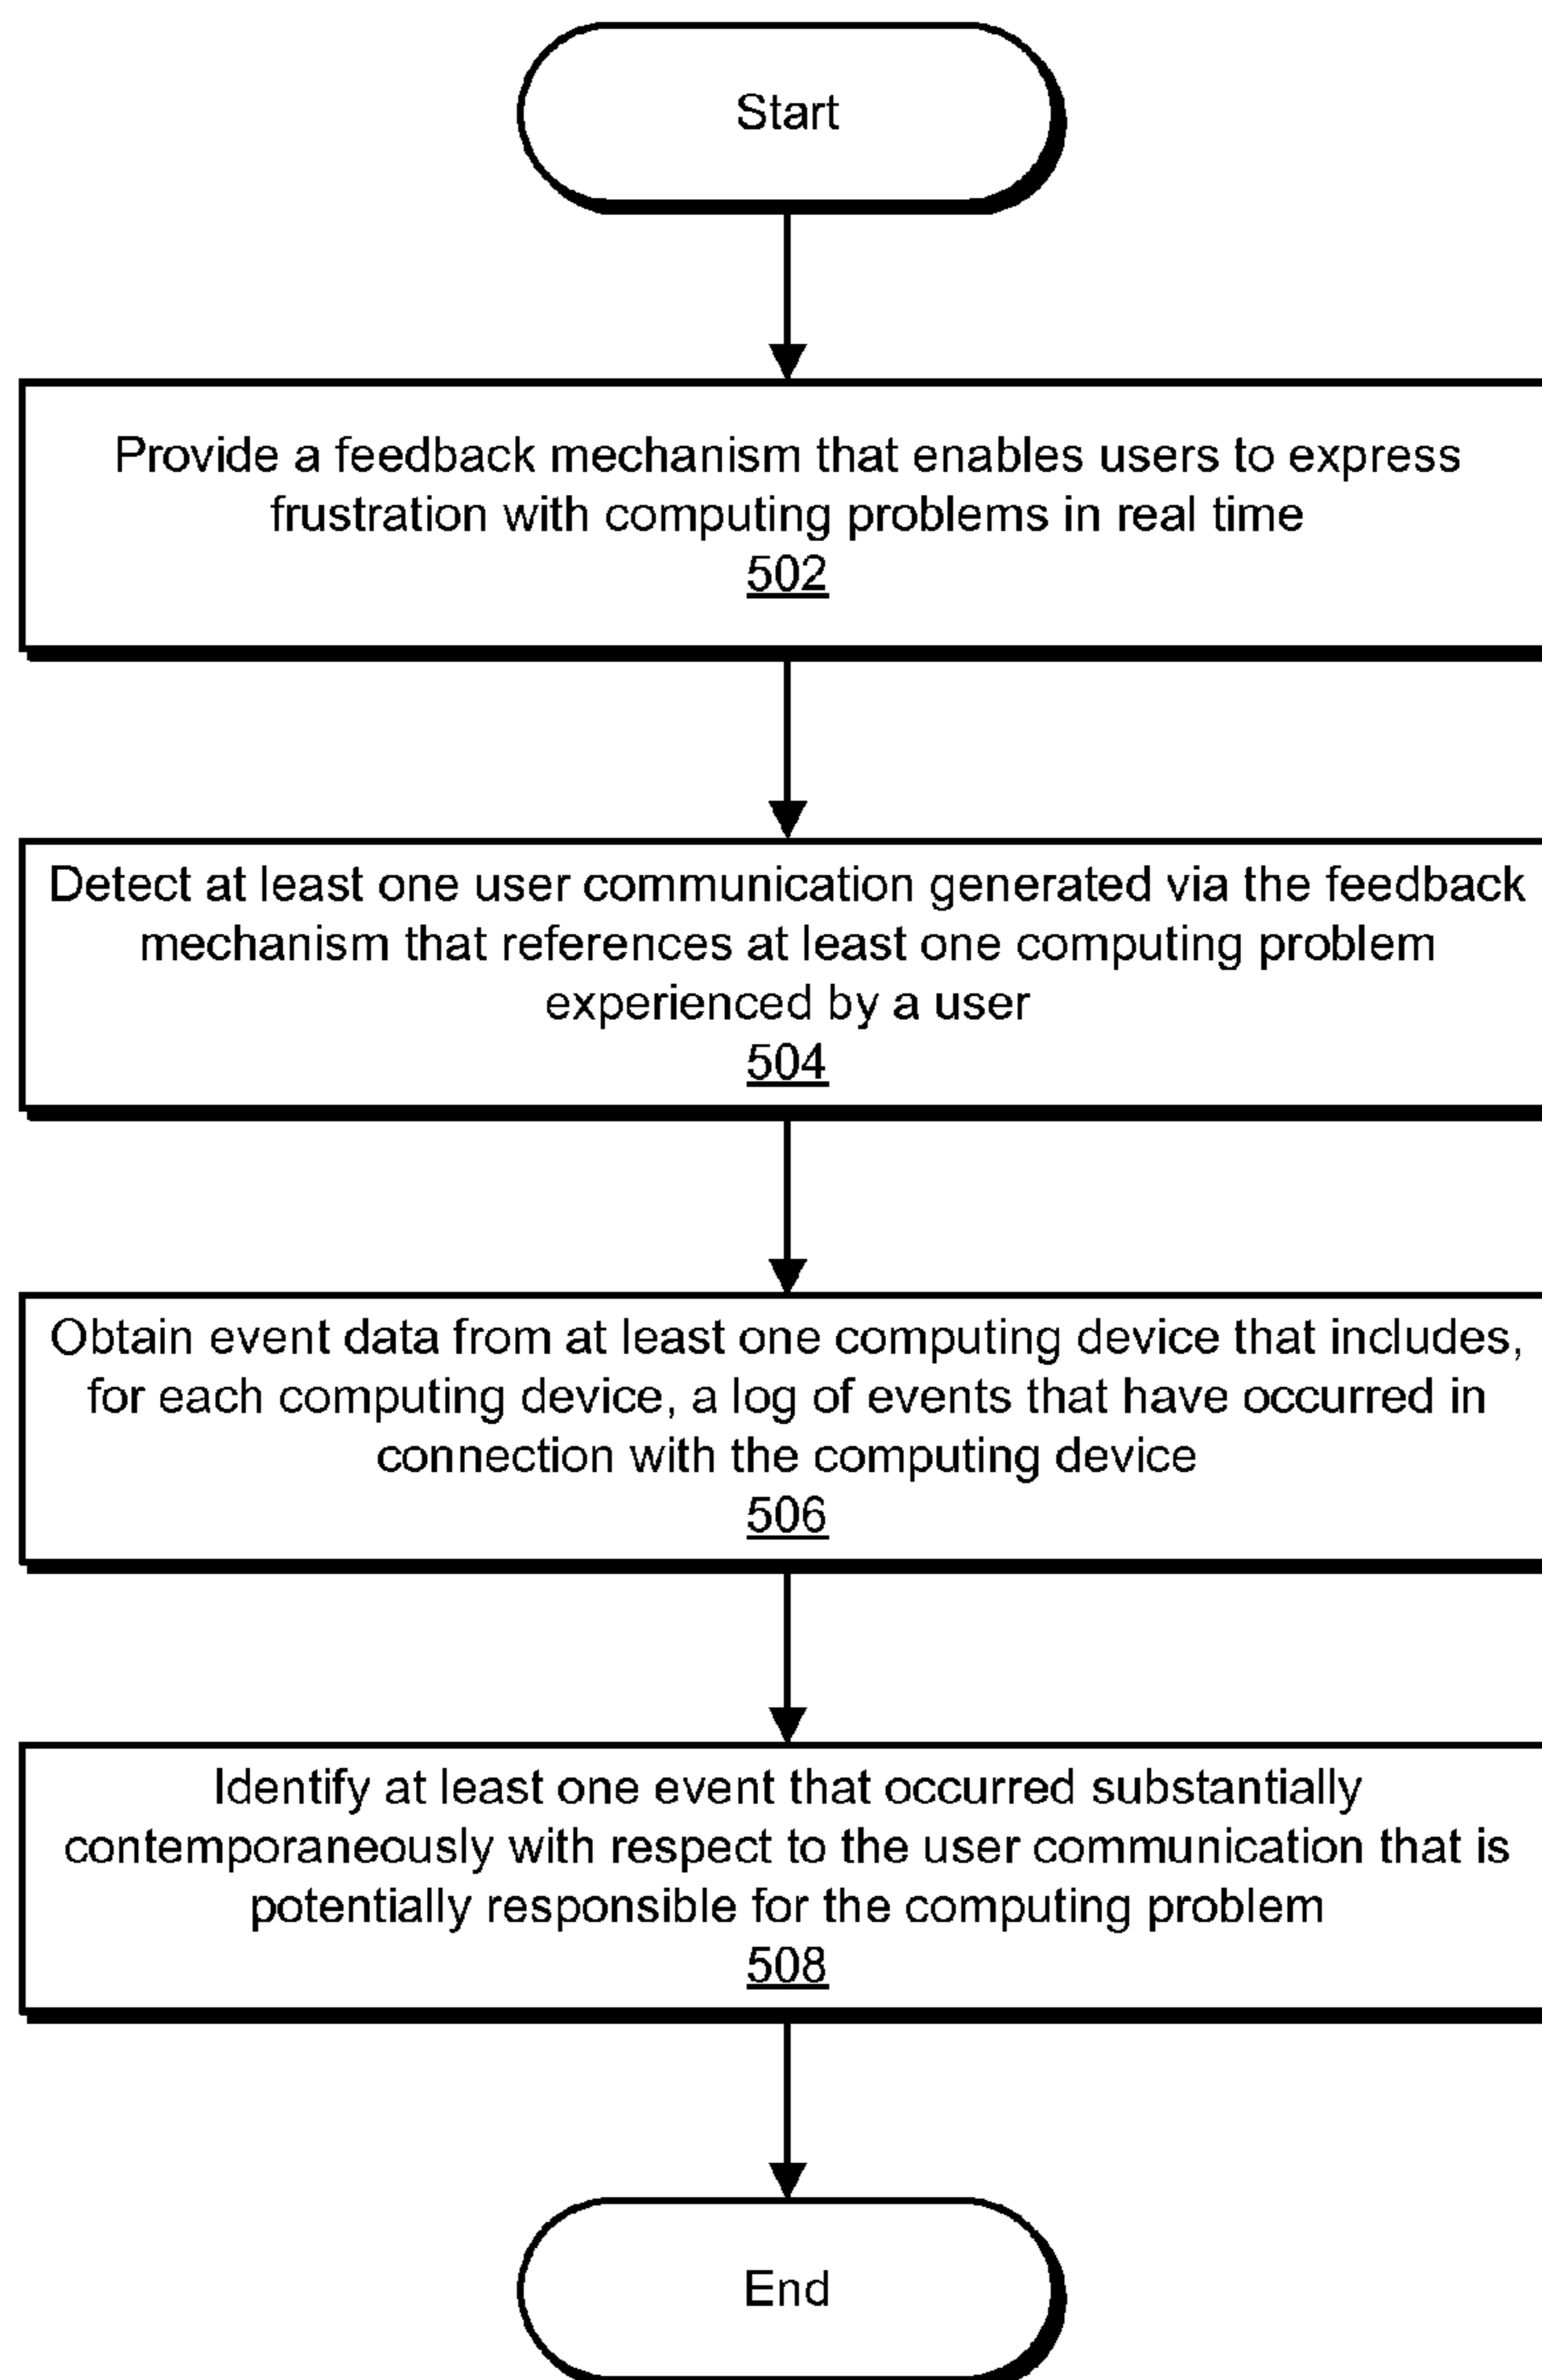 Start
Provide a feedback mechanism that enables users to express
frustration with computing problems in real time
502
Detect at least one user communication generated via the feedback
mechanism that references at least one computing problem
experienced by a user
504
Obtain event data from at least one computing device that includes,
for each computing device, a log of events that have occurred in
connection with the computing device
506
Identify at least one event that occurred substantially
contemporaneously with respect to the user communication that is
potentially responsible for the computing problem
508
End